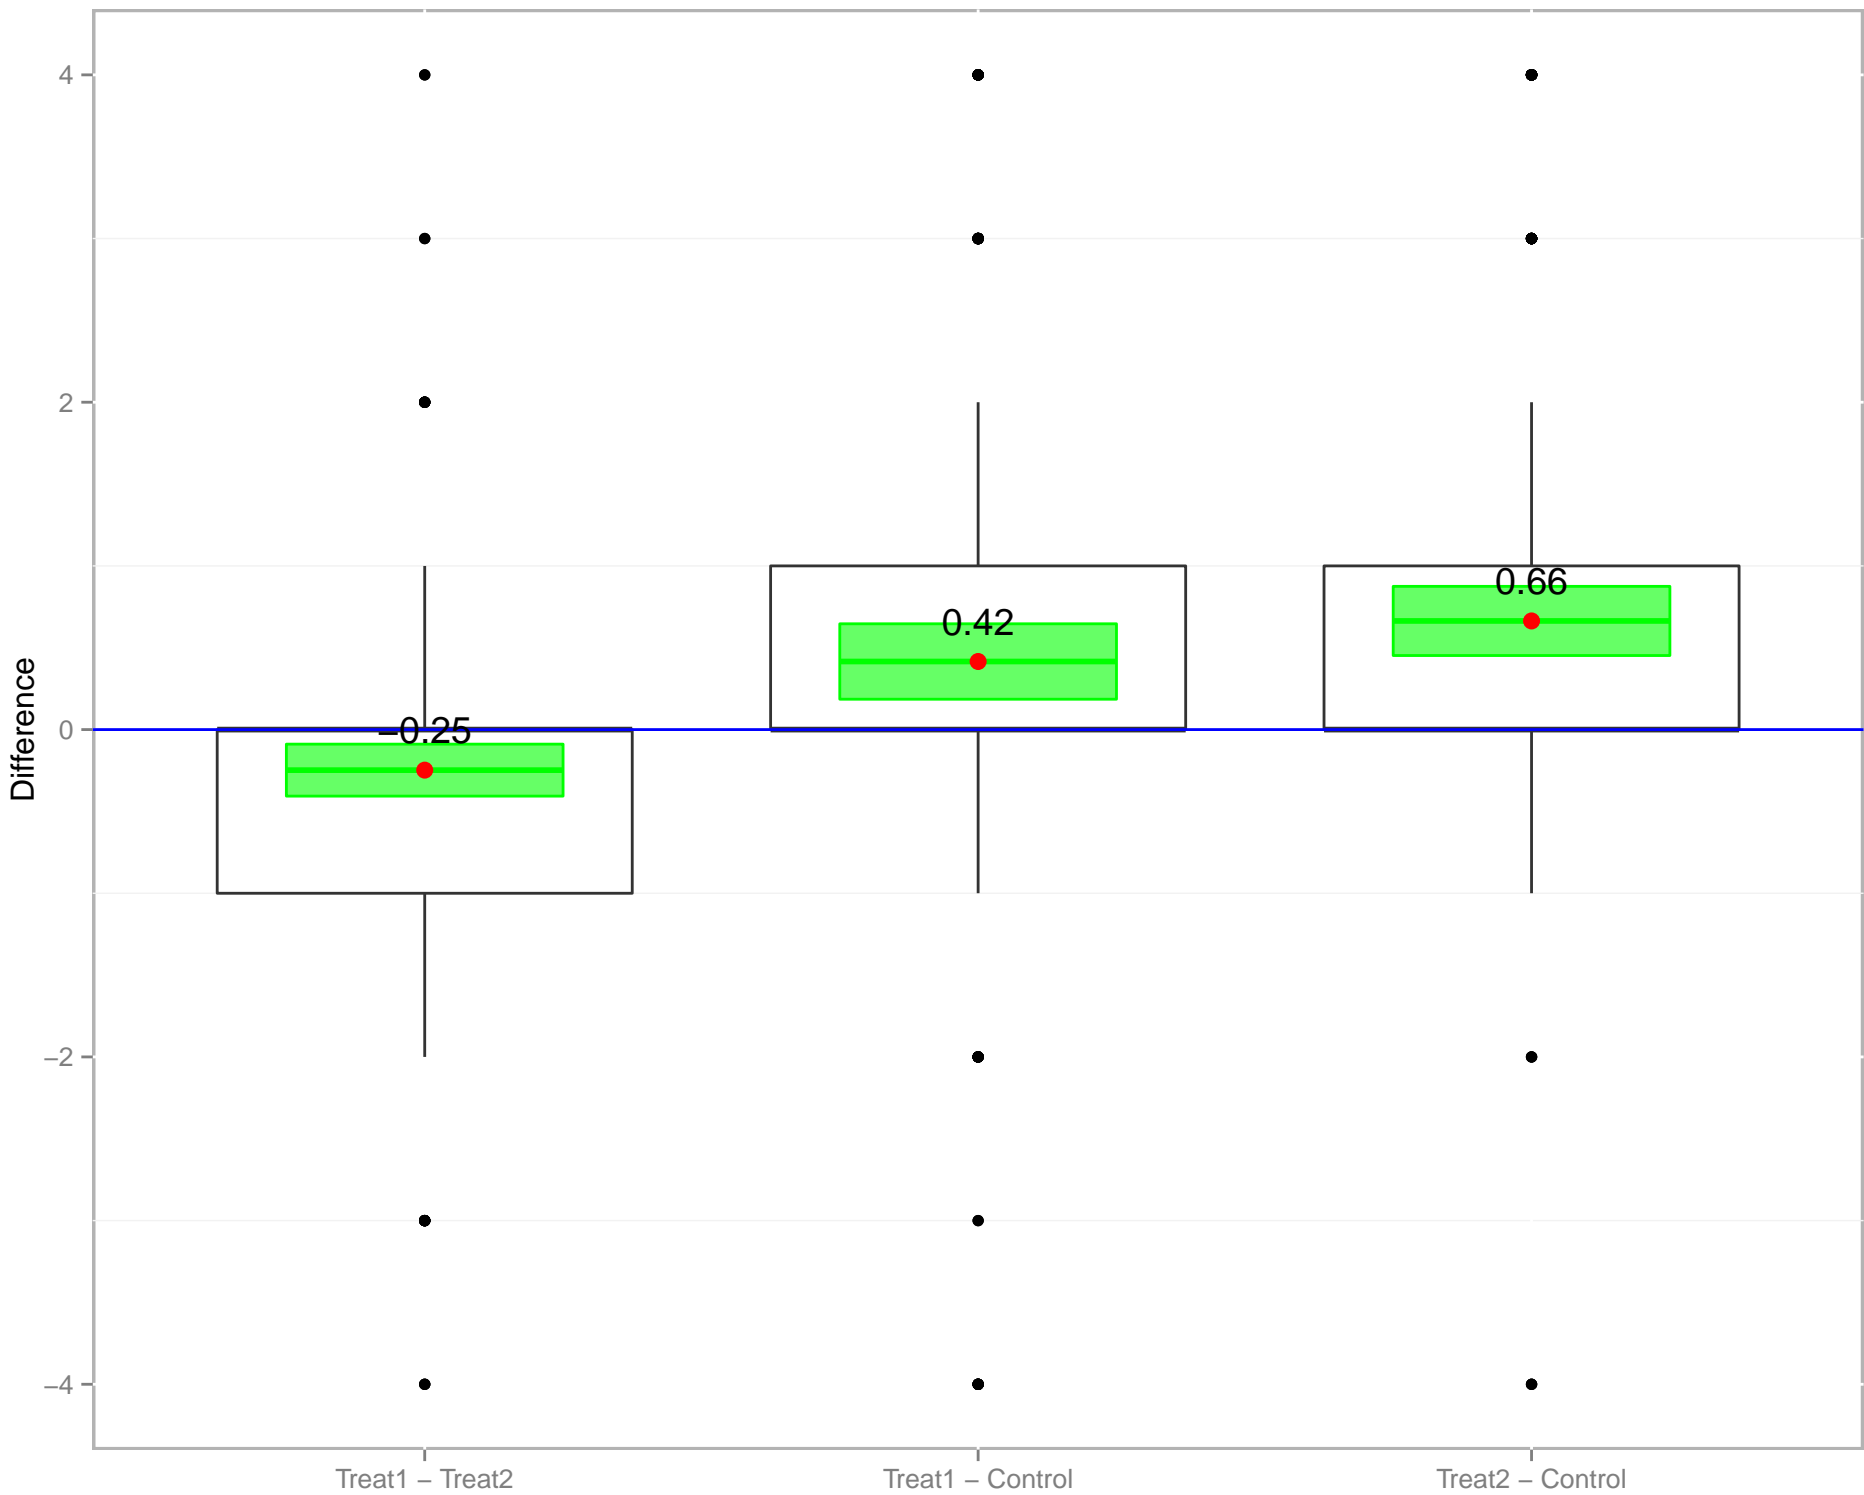 4
2
0
−2
−4
Difference
−0.25
0.42
0.66
Treat1 − Treat2
Treat1 − Control
Treat2 − Control